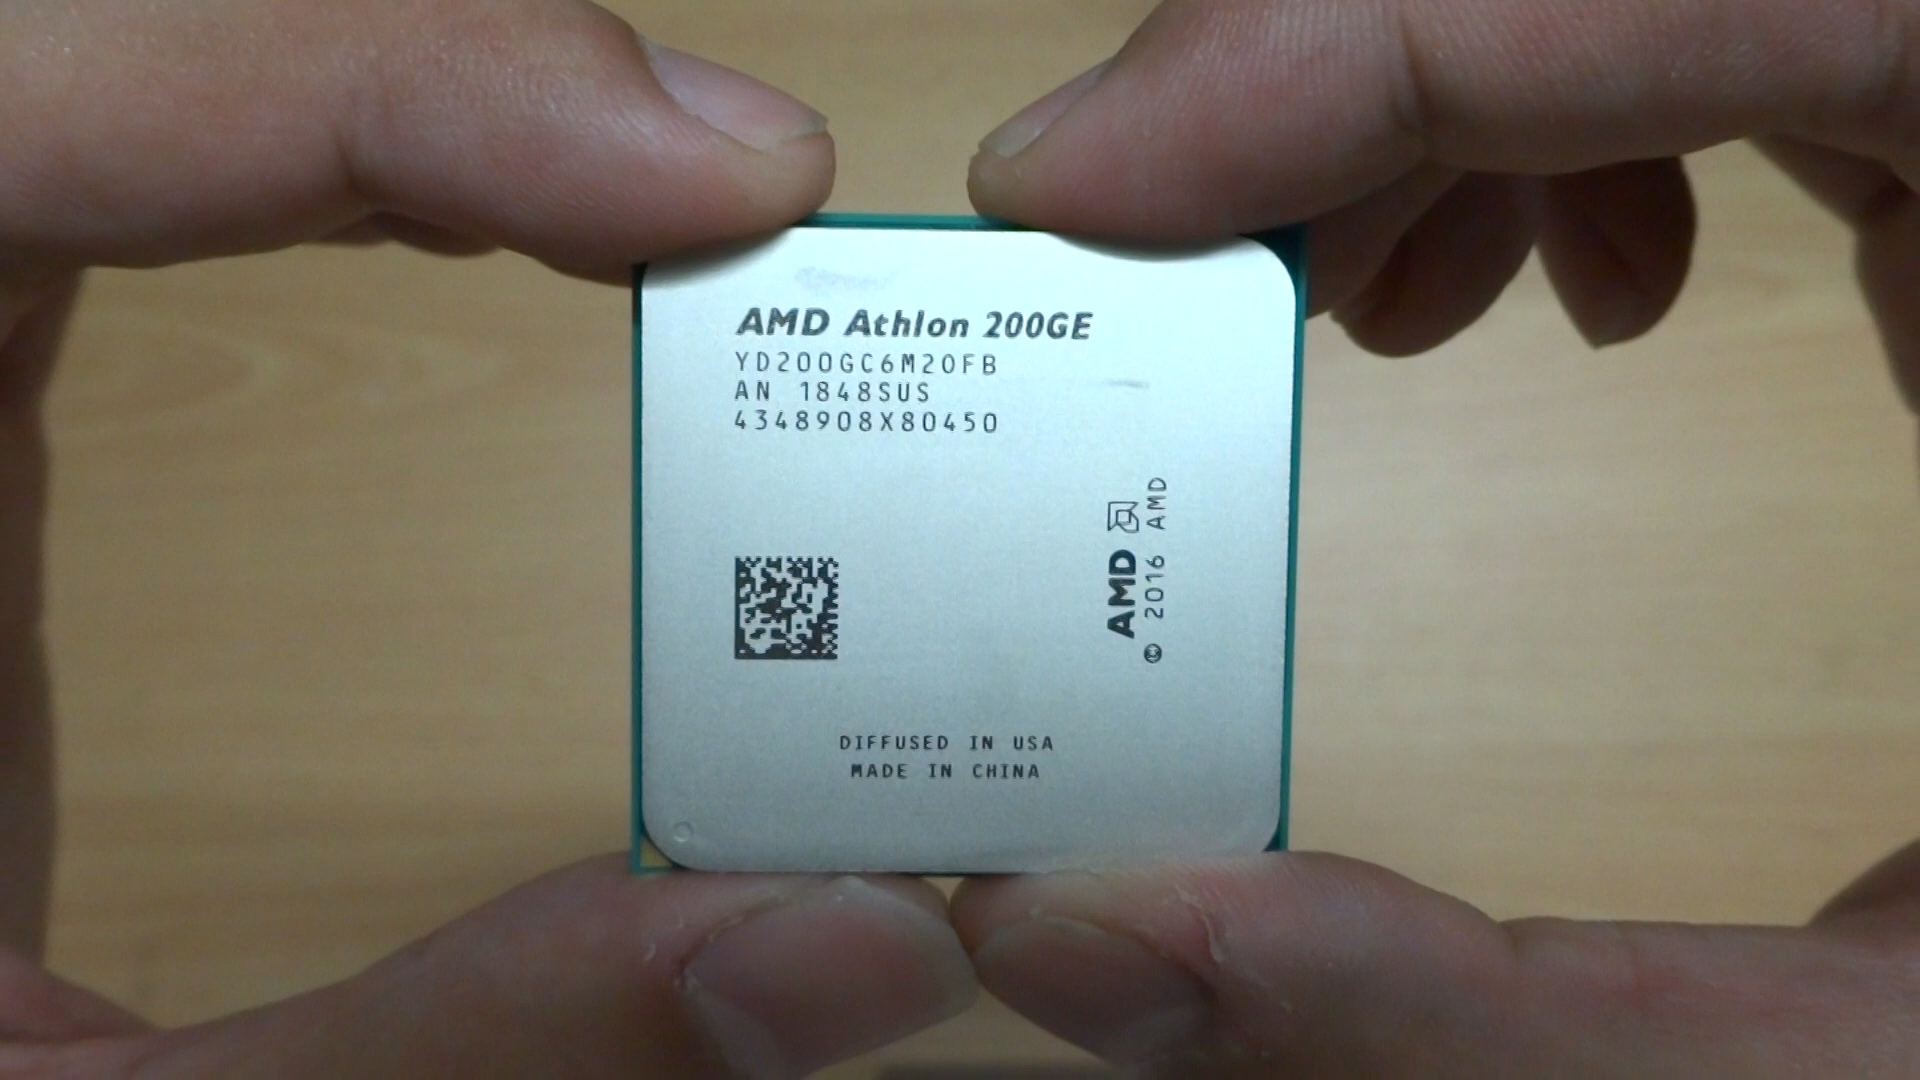 AMD Athlon 200GE
YD200GC6M20FB
AN 1848SUS
4348908X80450
AMD
© 2016 AMD
DIFFUSED IN USA
MADE IN CHINA